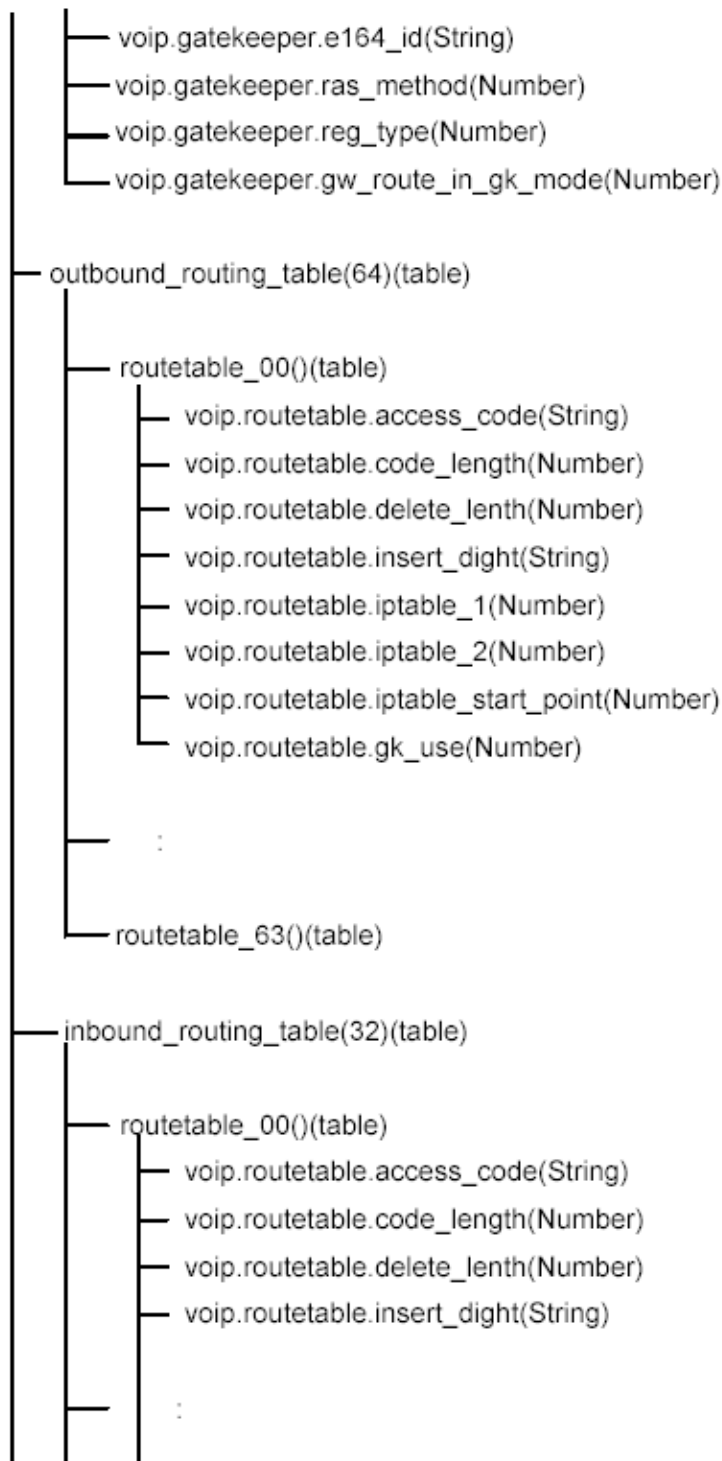 voip.gatekeeper.e164_id(String)
voip.gatekeeper.ras_method(Number)
voip.gatekeeper.reg_type(Number)
voip.gatekeeper.gw_route_in_gk_mode(Number)
outbound_routing_table(64)(table)
routetable_00()(table)
voip.routetable.access_code(String)
voip.routetable.code_length(Number)
voip.routetable.delete_lenth(Number)
voip.routetable.insert_dight(String)
voip.routetable.iptable_1(Number)
voip.routetable.iptable_2(Number)
voip.routetable.iptable_start_point(Number)
voip.routetable.gk_use(Number)
:
routetable_63()(table)
inbound_routing_table(32)(table)
routetable_00()(table)
voip.routetable.access_code(String)
voip.routetable.code_length(Number)
voip.routetable.delete_lenth(Number)
voip.routetable.insert_dight(String)
: